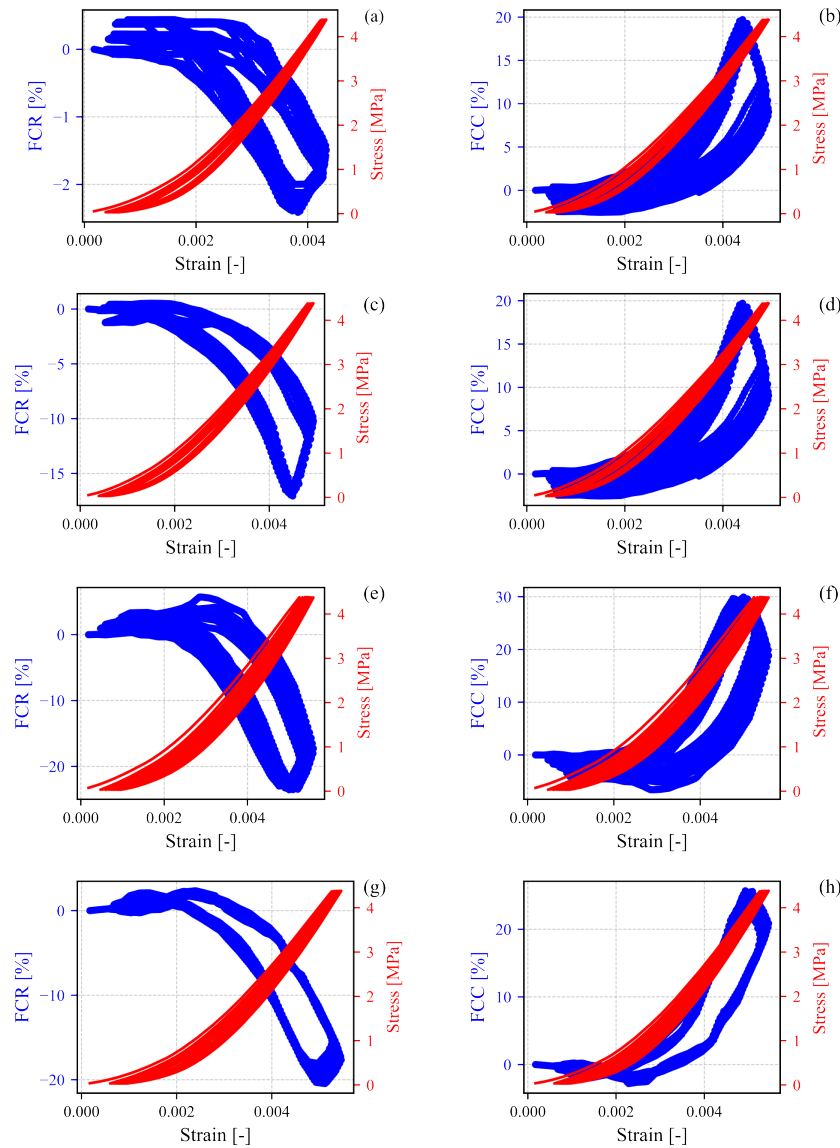 (a)
0
−1
−2
FCR [%]
4
3
2
1
0
Stress [MPa]
0.000
0.002
0.004
Strain [-]
(b)
20
15
10
5
0
FCC [%]
4
3
2
1
0
Stress [MPa]
0.000
0.002
0.004
Strain [-]
(c)
0
−5
−10
−15
FCR [%]
4
3
2
1
0
Stress [MPa]
0.000
0.002
0.004
Strain [-]
(d)
20
15
10
5
0
FCC [%]
4
3
2
1
0
Stress [MPa]
0.000
0.002
0.004
Strain [-]
(e)
0
−10
−20
FCR [%]
4
3
2
1
0
Stress [MPa]
0.000
0.002
0.004
Strain [-]
(f)
30
20
10
0
FCC [%]
4
3
2
1
0
Stress [MPa]
0.000
0.002
0.004
Strain [-]
(g)
0
−10
−20
FCR [%]
4
3
2
1
0
Stress [MPa]
0.000
0.002
0.004
Strain [-]
(h)
20
10
0
FCC [%]
4
3
2
1
0
Stress [MPa]
0.000
0.002
0.004
Strain [-]